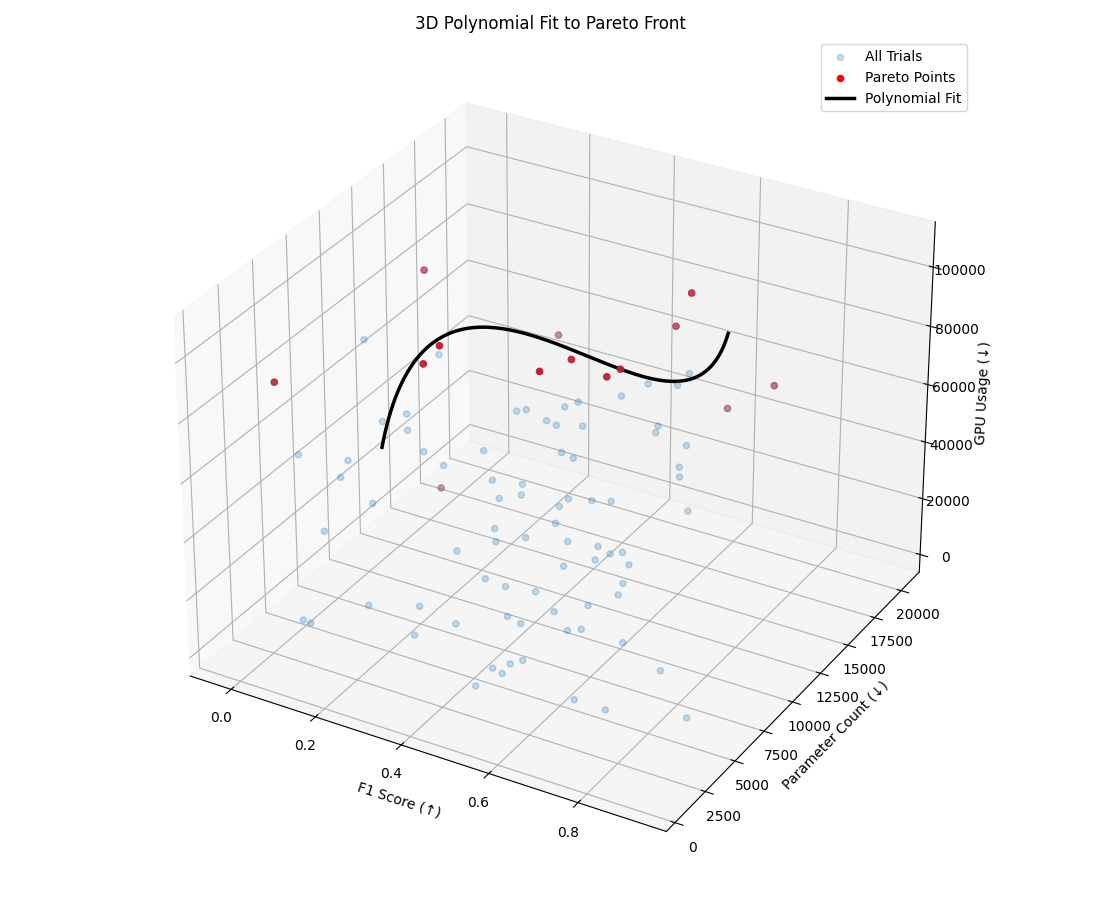 3D Polynomial Fit to Pareto Front
All Trials
Pareto Points
Polynomial Fit
100000
80000
60000
40000
20000
0
GPU Usage (↓)
20000
17500
15000
12500
10000
7500
5000
2500
0
Parameter Count (↓)
0.0
0.2
0.4
0.6
0.8
F1 Score (↑)